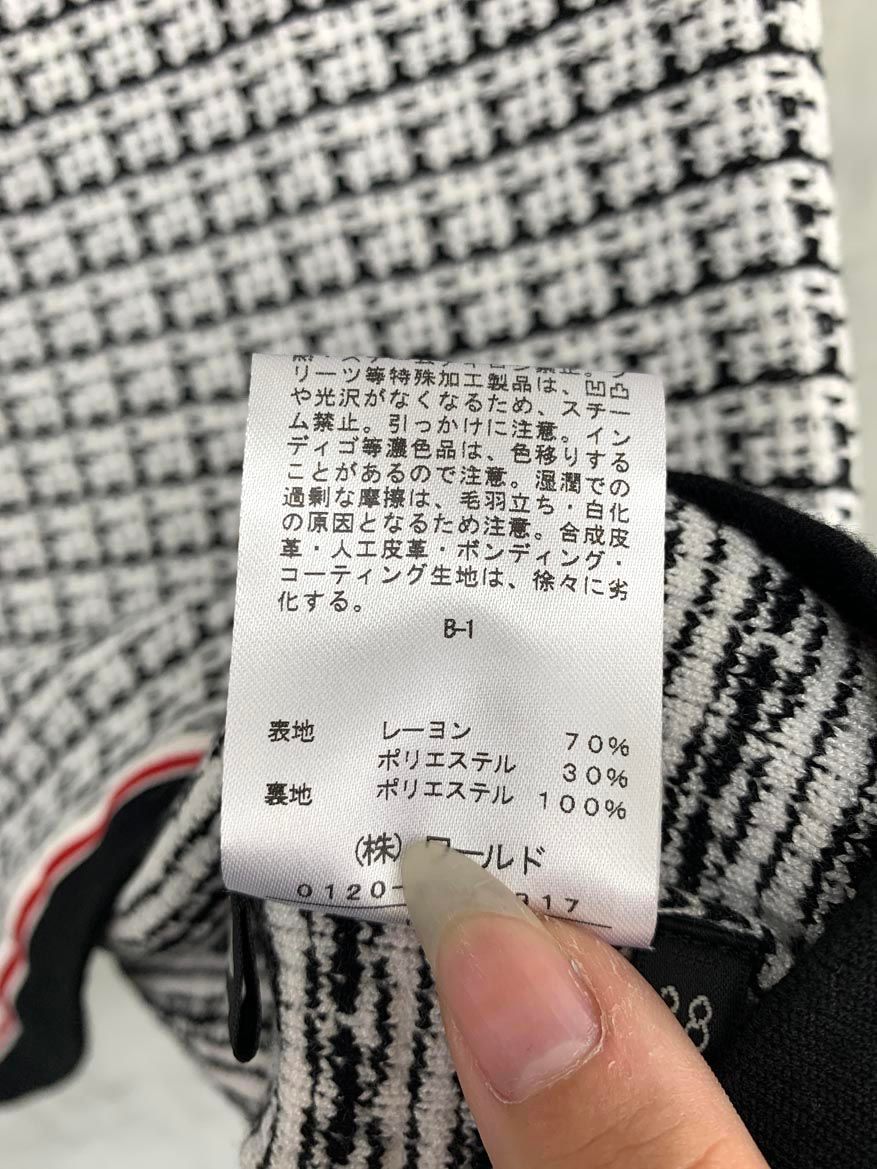 リーツ等特殊加工製品は、凹凸
や光沢がなくなるため、スチー
ム禁止。引っかけに注意。イン
ディゴ等濃色品は、色移りする
ことがあるので注意。湿潤での
過剰な摩擦は、毛羽立ち・白化
の原因となるため注意。合成皮
革・人工皮革・ボンディング・
コーティング生地は、徐々に劣
化する。
B-1
表地 レーヨン 70%
ポリエステル 30%
裏地 ポリエステル 100%
(株) ールド
0120- 317
38